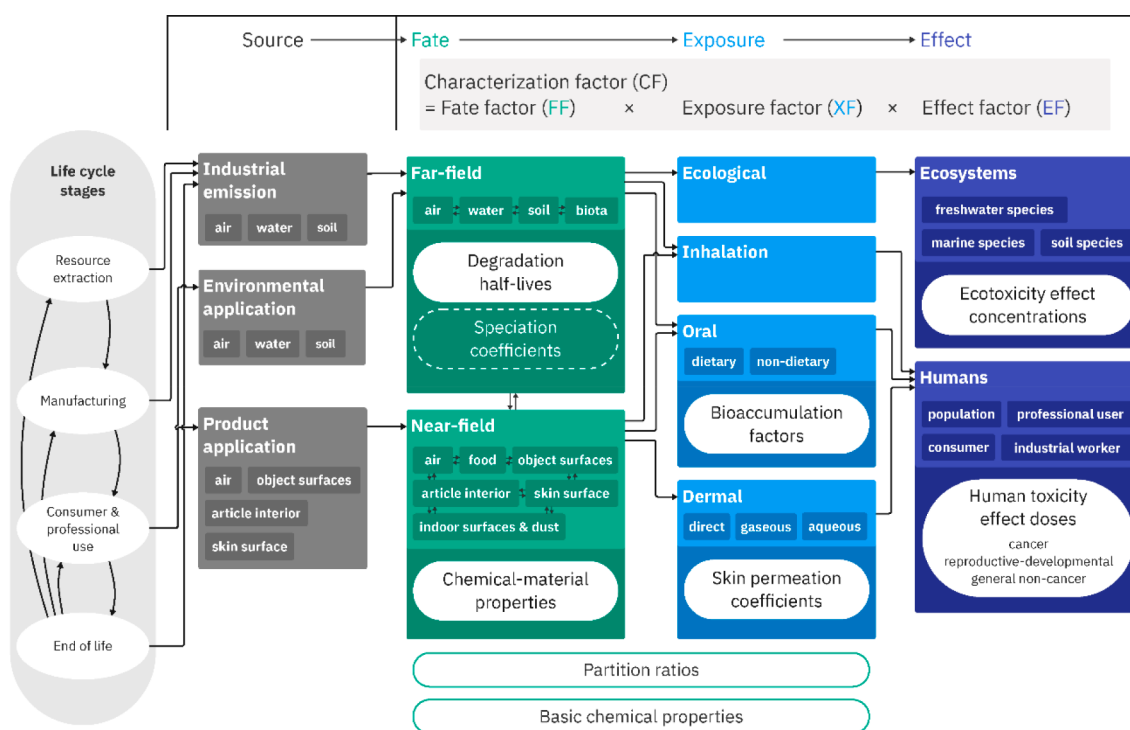 Source
Fate
Exposure
Effect
Characterization factor (CF)
= Fate factor (FF) × Exposure factor (XF) × Effect factor (EF)
Life cycle
stages
Resource
extraction
Manufacturing
Consumer &
professional
use
End of life
Industrial
emission
air water soil
Environmental
application
air water soil
Product
application
air object surfaces
article interior
skin surface
Far-field
air water soil biota
Degradation
half-lives
Speciation
coefficients
Near-field
air food object surfaces
article interior skin surface
indoor surfaces & dust
Chemical-material
properties
Ecological
Inhalation
Oral
dietary non-dietary
Bioaccumulation
factors
Dermal
direct gaseous aqueous
Skin permeation
coefficients
Ecosystems
freshwater species
marine species soil species
Ecotoxicity effect
concentrations
Humans
population professional user
consumer industrial worker
Human toxicity
effect doses
cancer
reproductive-developmental
general non-cancer
Partition ratios
Basic chemical properties